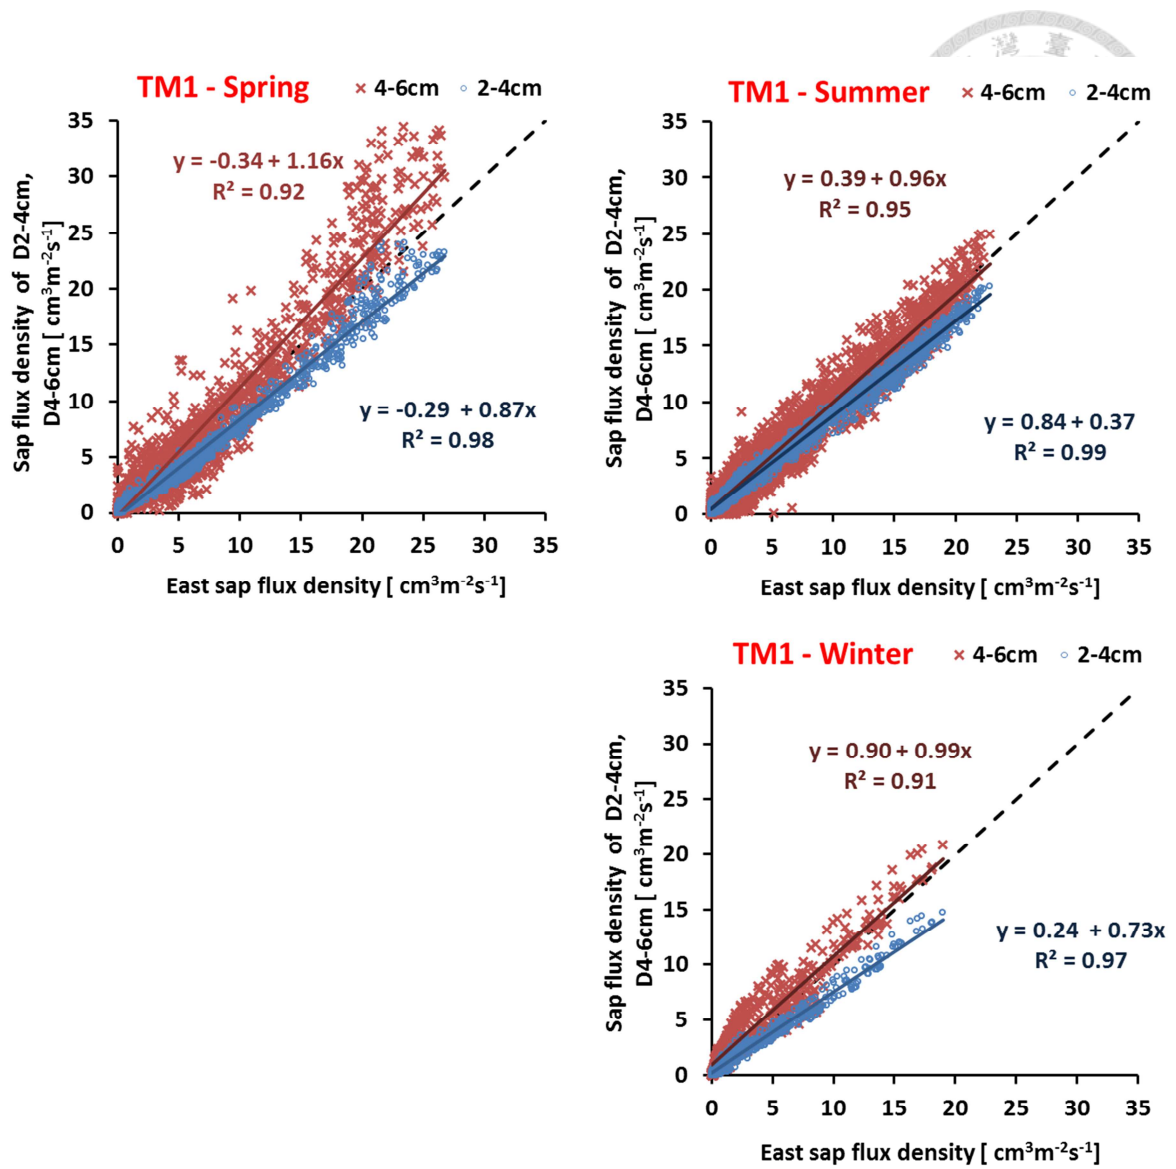 灣 臺
TM1 - Spring × 4-6cm ○ 2-4cm
35
30
25
20
15
10
5
0
y = -0.34 + 1.16x
R² = 0.92
y = -0.29 + 0.87x
R² = 0.98
0 5 10 15 20 25 30 35
Sap flux density of D2-4cm,
D4-6cm [ cm³m⁻²s⁻¹]
East sap flux density [ cm³m⁻²s⁻¹]
TM1 - Summer × 4-6cm ○ 2-4cm
35
30
25
20
15
10
5
0
y = 0.39 + 0.96x
R² = 0.95
y = 0.84 + 0.37
R² = 0.99
0 5 10 15 20 25 30 35
Sap flux density of D2-4cm,
D4-6cm [ cm³m⁻²s⁻¹]
East sap flux density [ cm³m⁻²s⁻¹]
TM1 - Winter × 4-6cm ○ 2-4cm
35
30
25
20
15
10
5
0
y = 0.90 + 0.99x
R² = 0.91
y = 0.24 + 0.73x
R² = 0.97
0 5 10 15 20 25 30 35
Sap flux density of D2-4cm,
D4-6cm [ cm³m⁻²s⁻¹]
East sap flux density [ cm³m⁻²s⁻¹]